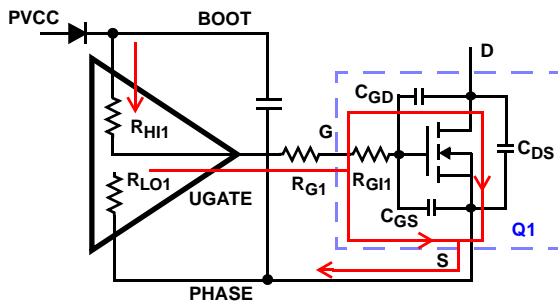 PVCC
BOOT
D
CGD
RHI1
G
CDS
RLO1
RG1
RGI1
UGATE
CGS
Q1
S
PHASE